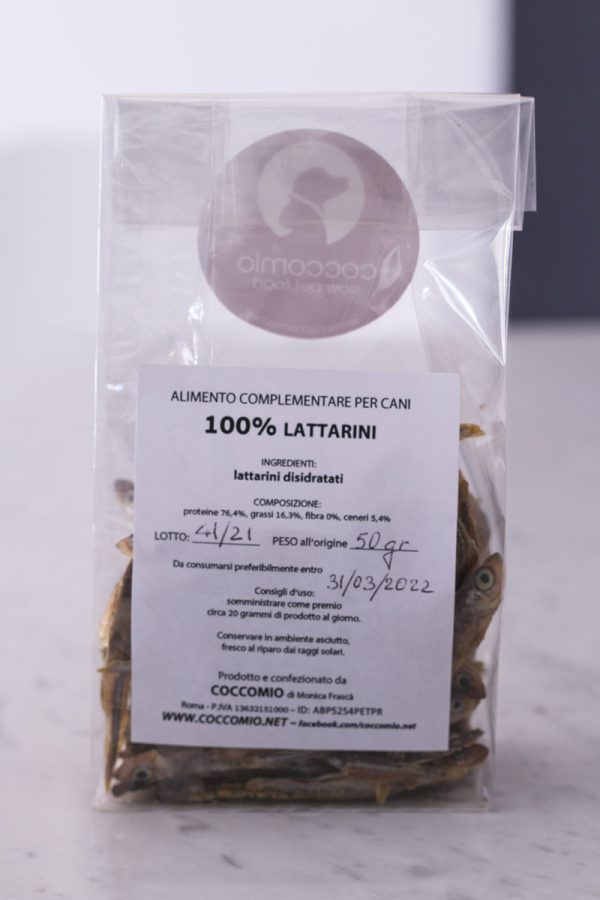 coccomio
slow pet food
ALIMENTO COMPLEMENTARE PER CANI
100% LATTARINI
INGREDIENTI:
lattarini disidratati
COMPOSIZIONE:
proteine 76,4%, grassi 16,3%, fibra 0%, ceneri 5,4%
LOTTO: 41/21 PESO all'origine 50 gr
Da consumarsi preferibilmente entro
31/03/2022
Consigli d'uso:
somministrare come premio
circa 20 grammi di prodotto al giorno.
Conservare in ambiente asciutto,
fresco al riparo dai raggi solari.
Prodotto e confezionato da
COCCOMIO di Monica Frascà
Roma - P.IVA 13632151000 - ID: ABP5254PETPR
WWW.COCCOMIO.NET – facebook.com/coccomio.net